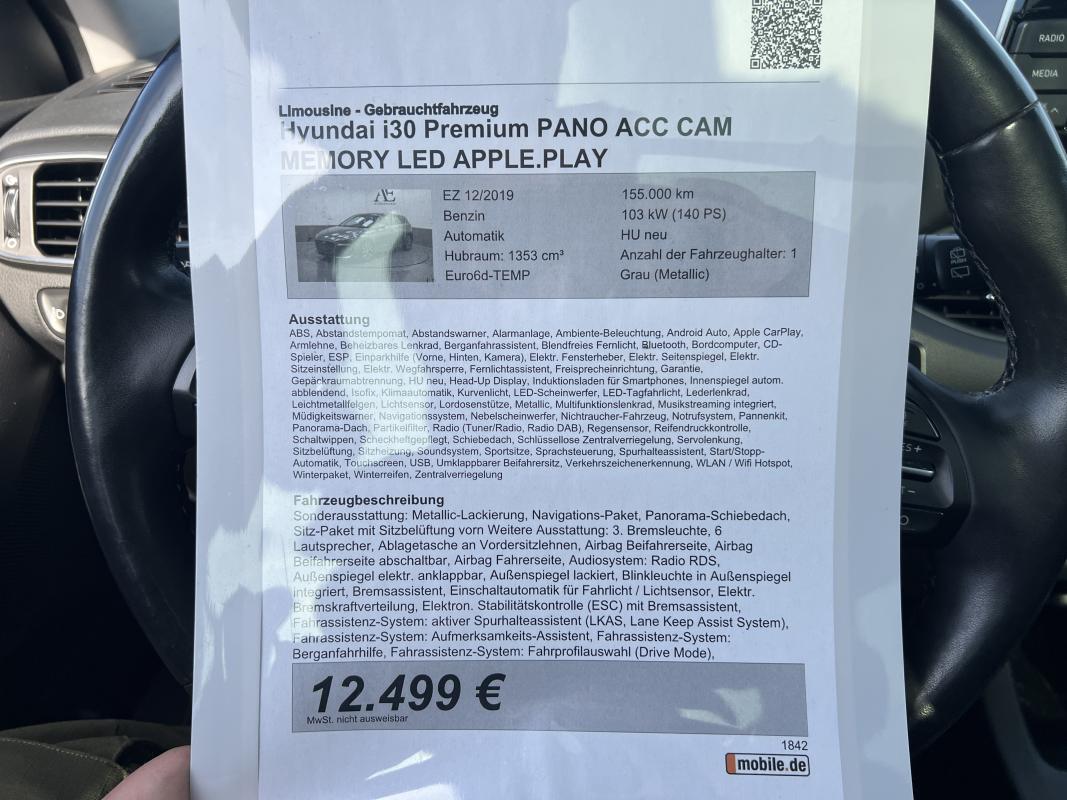 Limousine - Gebrauchtfahrzeug
Hyundai i30 Premium PANO ACC CAM
MEMORY LED APPLE.PLAY
AE
EZ 12/2019 155.000 km
Benzin 103 kW (140 PS)
Automatik HU neu
Hubraum: 1353 cm³ Anzahl der Fahrzeughalter: 1
Euro6d-TEMP Grau (Metallic)
Ausstattung
ABS, Abstandstempomat, Abstandswarner, Alarmanlage, Ambiente-Beleuchtung, Android Auto, Apple CarPlay,
Armlehne, Beheizbares Lenkrad, Berganfahrassistent, Blendfreies Fernlicht, Bluetooth, Bordcomputer, CD-
Spieler, ESP, Einparkhilfe (Vorne, Hinten, Kamera), Elektr. Fensterheber, Elektr. Seitenspiegel, Elektr.
Sitzeinstellung, Elektr. Wegfahrsperre, Fernlichtassistent, Freisprecheinrichtung, Garantie,
Gepäckraumabtrennung, HU neu, Head-Up Display, Induktionsladen für Smartphones, Innenspiegel autom.
abblendend, Isofix, Klimaautomatik, Kurvenlicht, LED-Scheinwerfer, LED-Tagfahrlicht, Lederlenkrad,
Leichtmetallfelgen, Lichtsensor, Lordosenstütze, Metallic, Multifunktionslenkrad, Musikstreaming integriert,
Müdigkeitswarner, Navigationssystem, Nebelscheinwerfer, Nichtraucher-Fahrzeug, Notrufsystem, Pannenkit,
Panorama-Dach, Partikelfilter, Radio (Tuner/Radio, Radio DAB), Regensensor, Reifendruckkontrolle,
Schaltwippen, Scheckheftgepflegt, Schiebedach, Schlüssellose Zentralverriegelung, Servolenkung,
Sitzbelüftung, Sitzheizung, Soundsystem, Sportsitze, Sprachsteuerung, Spurhalteassistent, Start/Stopp-
Automatik, Touchscreen, USB, Umklappbarer Beifahrersitz, Verkehrszeichenerkennung, WLAN / Wifi Hotspot,
Winterpaket, Winterreifen, Zentralverriegelung
Fahrzeugbeschreibung
Sonderausstattung: Metallic-Lackierung, Navigations-Paket, Panorama-Schiebedach,
Sitz-Paket mit Sitzbelüftung vorn Weitere Ausstattung: 3. Bremsleuchte, 6
Lautsprecher, Ablagetasche an Vordersitzlehnen, Airbag Beifahrerseite, Airbag
Beifahrerseite abschaltbar, Airbag Fahrerseite, Audiosystem: Radio RDS,
Außenspiegel elektr. anklappbar, Außenspiegel lackiert, Blinkleuchte in Außenspiegel
integriert, Bremsassistent, Einschaltautomatik für Fahrlicht / Lichtsensor, Elektr.
Bremskraftverteilung, Elektron. Stabilitätskontrolle (ESC) mit Bremsassistent,
Fahrassistenz-System: aktiver Spurhalteassistent (LKAS, Lane Keep Assist System),
Fahrassistenz-System: Aufmerksamkeits-Assistent, Fahrassistenz-System:
Berganfahrhilfe, Fahrassistenz-System: Fahrprofilauswahl (Drive Mode),
12.499 €
MwSt. nicht ausweisbar
1842
mobile.de
RADIO
MEDIA
PUSH